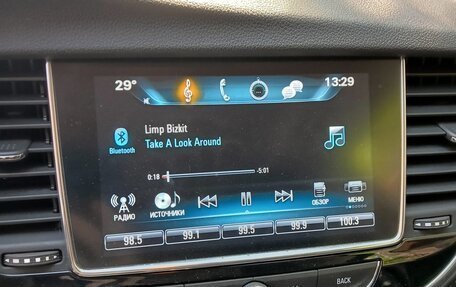 29°
13:29
Limp Bizkit
Take A Look Around
Bluetooth
0:18 -5:01
РАДИО ИСТОЧНИКИ ОБЗОР МЕНЮ
98.5 99.1 99.5 99.9 100.3
BACK